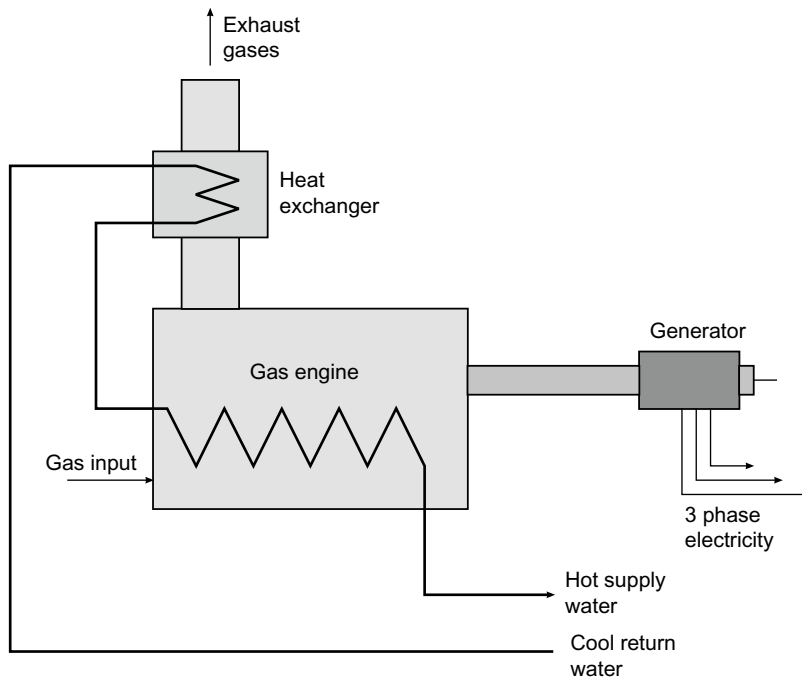 Exhaust
gases
Heat
exchanger
Generator
Gas engine
Gas input
3 phase
electricity
Hot supply
water
Cool return
water